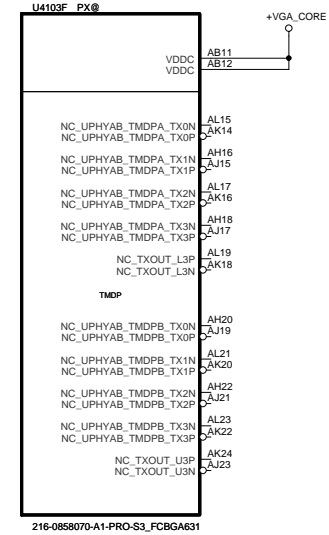 U4103F PX@
+VGA_CORE
VDDC AB11
VDDC AB12
NC_UPHYAB_TMDPA_TX0N AL15
NC_UPHYAB_TMDPA_TX0P AK14
NC_UPHYAB_TMDPA_TX1N AH16
NC_UPHYAB_TMDPA_TX1P AJ15
NC_UPHYAB_TMDPA_TX2N AL17
NC_UPHYAB_TMDPA_TX2P AK16
NC_UPHYAB_TMDPA_TX3N AH18
NC_UPHYAB_TMDPA_TX3P AJ17
NC_TXOUT_L3P AL19
NC_TXOUT_L3N AK18
TMDP
NC_UPHYAB_TMDPB_TX0N AH20
NC_UPHYAB_TMDPB_TX0P AJ19
NC_UPHYAB_TMDPB_TX1N AL21
NC_UPHYAB_TMDPB_TX1P AK20
NC_UPHYAB_TMDPB_TX2N AH22
NC_UPHYAB_TMDPB_TX2P AJ21
NC_UPHYAB_TMDPB_TX3N AL23
NC_UPHYAB_TMDPB_TX3P AK22
NC_TXOUT_U3P AK24
NC_TXOUT_U3N AJ23
216-0858070-A1-PRO-S3_FCBGA631